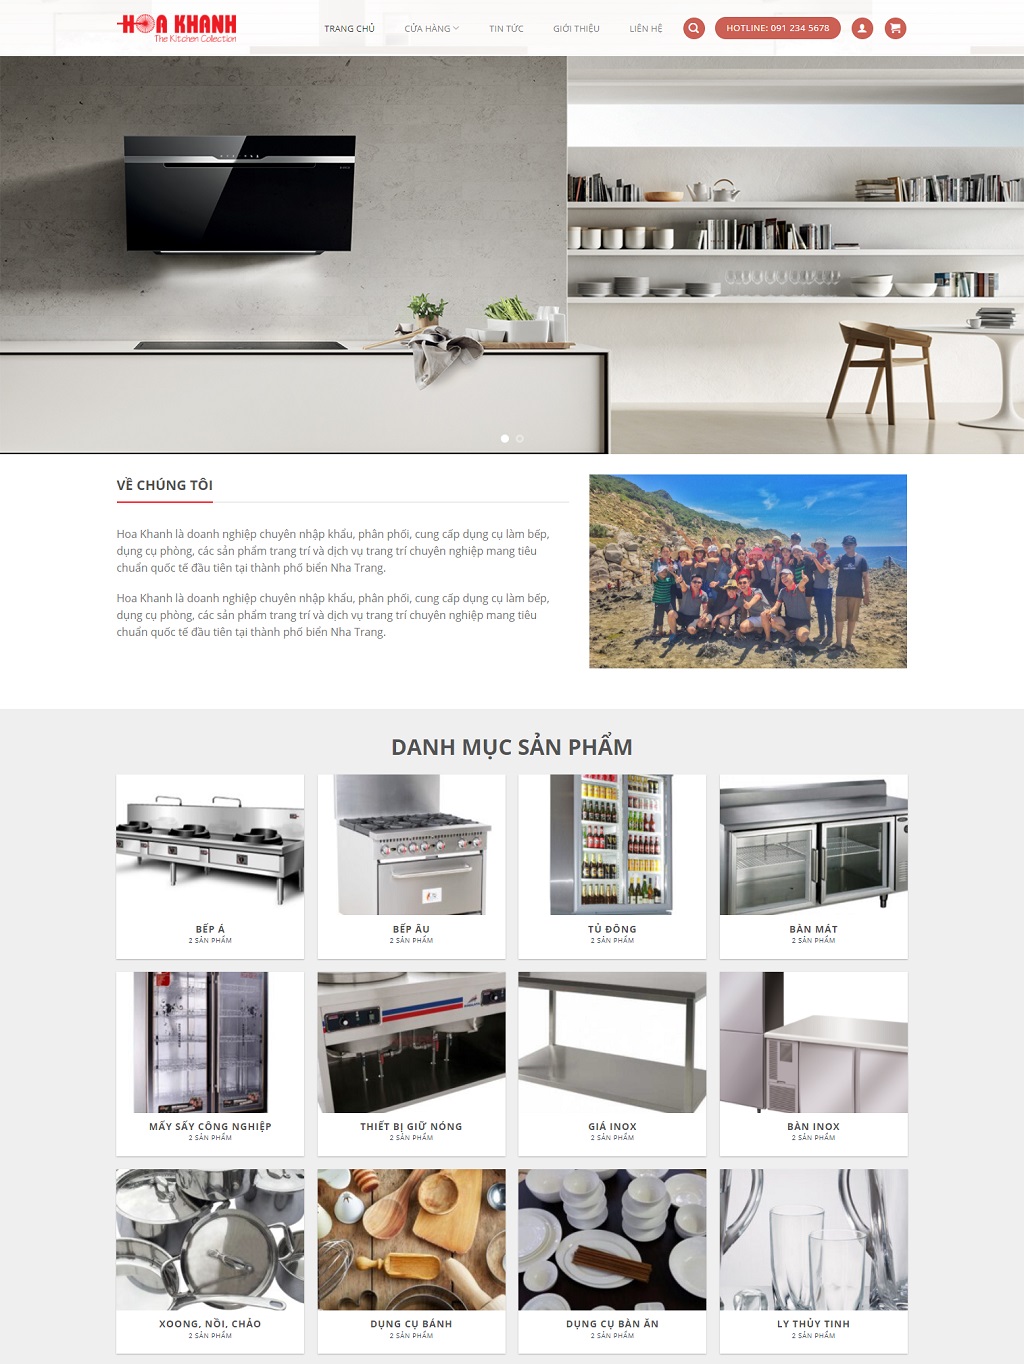 HOA KHANH
The Kitchen Collection
TRANG CHỦ
CỬA HÀNG
TIN TỨC
GIỚI THIỆU
LIÊN HỆ
HOTLINE: 091 234 5678
VỀ CHÚNG TÔI
Hoa Khanh là doanh nghiệp chuyên nhập khẩu, phân phối, cung cấp dụng cụ làm bếp,
dụng cụ phòng, các sản phẩm trang trí và dịch vụ trang trí chuyên nghiệp mang tiêu
chuẩn quốc tế đầu tiên tại thành phố biển Nha Trang.
Hoa Khanh là doanh nghiệp chuyên nhập khẩu, phân phối, cung cấp dụng cụ làm bếp,
dụng cụ phòng, các sản phẩm trang trí và dịch vụ trang trí chuyên nghiệp mang tiêu
chuẩn quốc tế đầu tiên tại thành phố biển Nha Trang.
DANH MỤC SẢN PHẨM
BẾP Á
2 SẢN PHẨM
BẾP ÂU
2 SẢN PHẨM
TỦ ĐÔNG
2 SẢN PHẨM
BÀN MÁT
2 SẢN PHẨM
MẤY SẤY CÔNG NGHIỆP
2 SẢN PHẨM
THIẾT BỊ GIỮ NÓNG
2 SẢN PHẨM
GIÁ INOX
2 SẢN PHẨM
BÀN INOX
2 SẢN PHẨM
XOONG, NỒI, CHẢO
2 SẢN PHẨM
DỤNG CỤ BÁNH
2 SẢN PHẨM
DỤNG CỤ BÀN ĂN
2 SẢN PHẨM
LY THỦY TINH
2 SẢN PHẨM